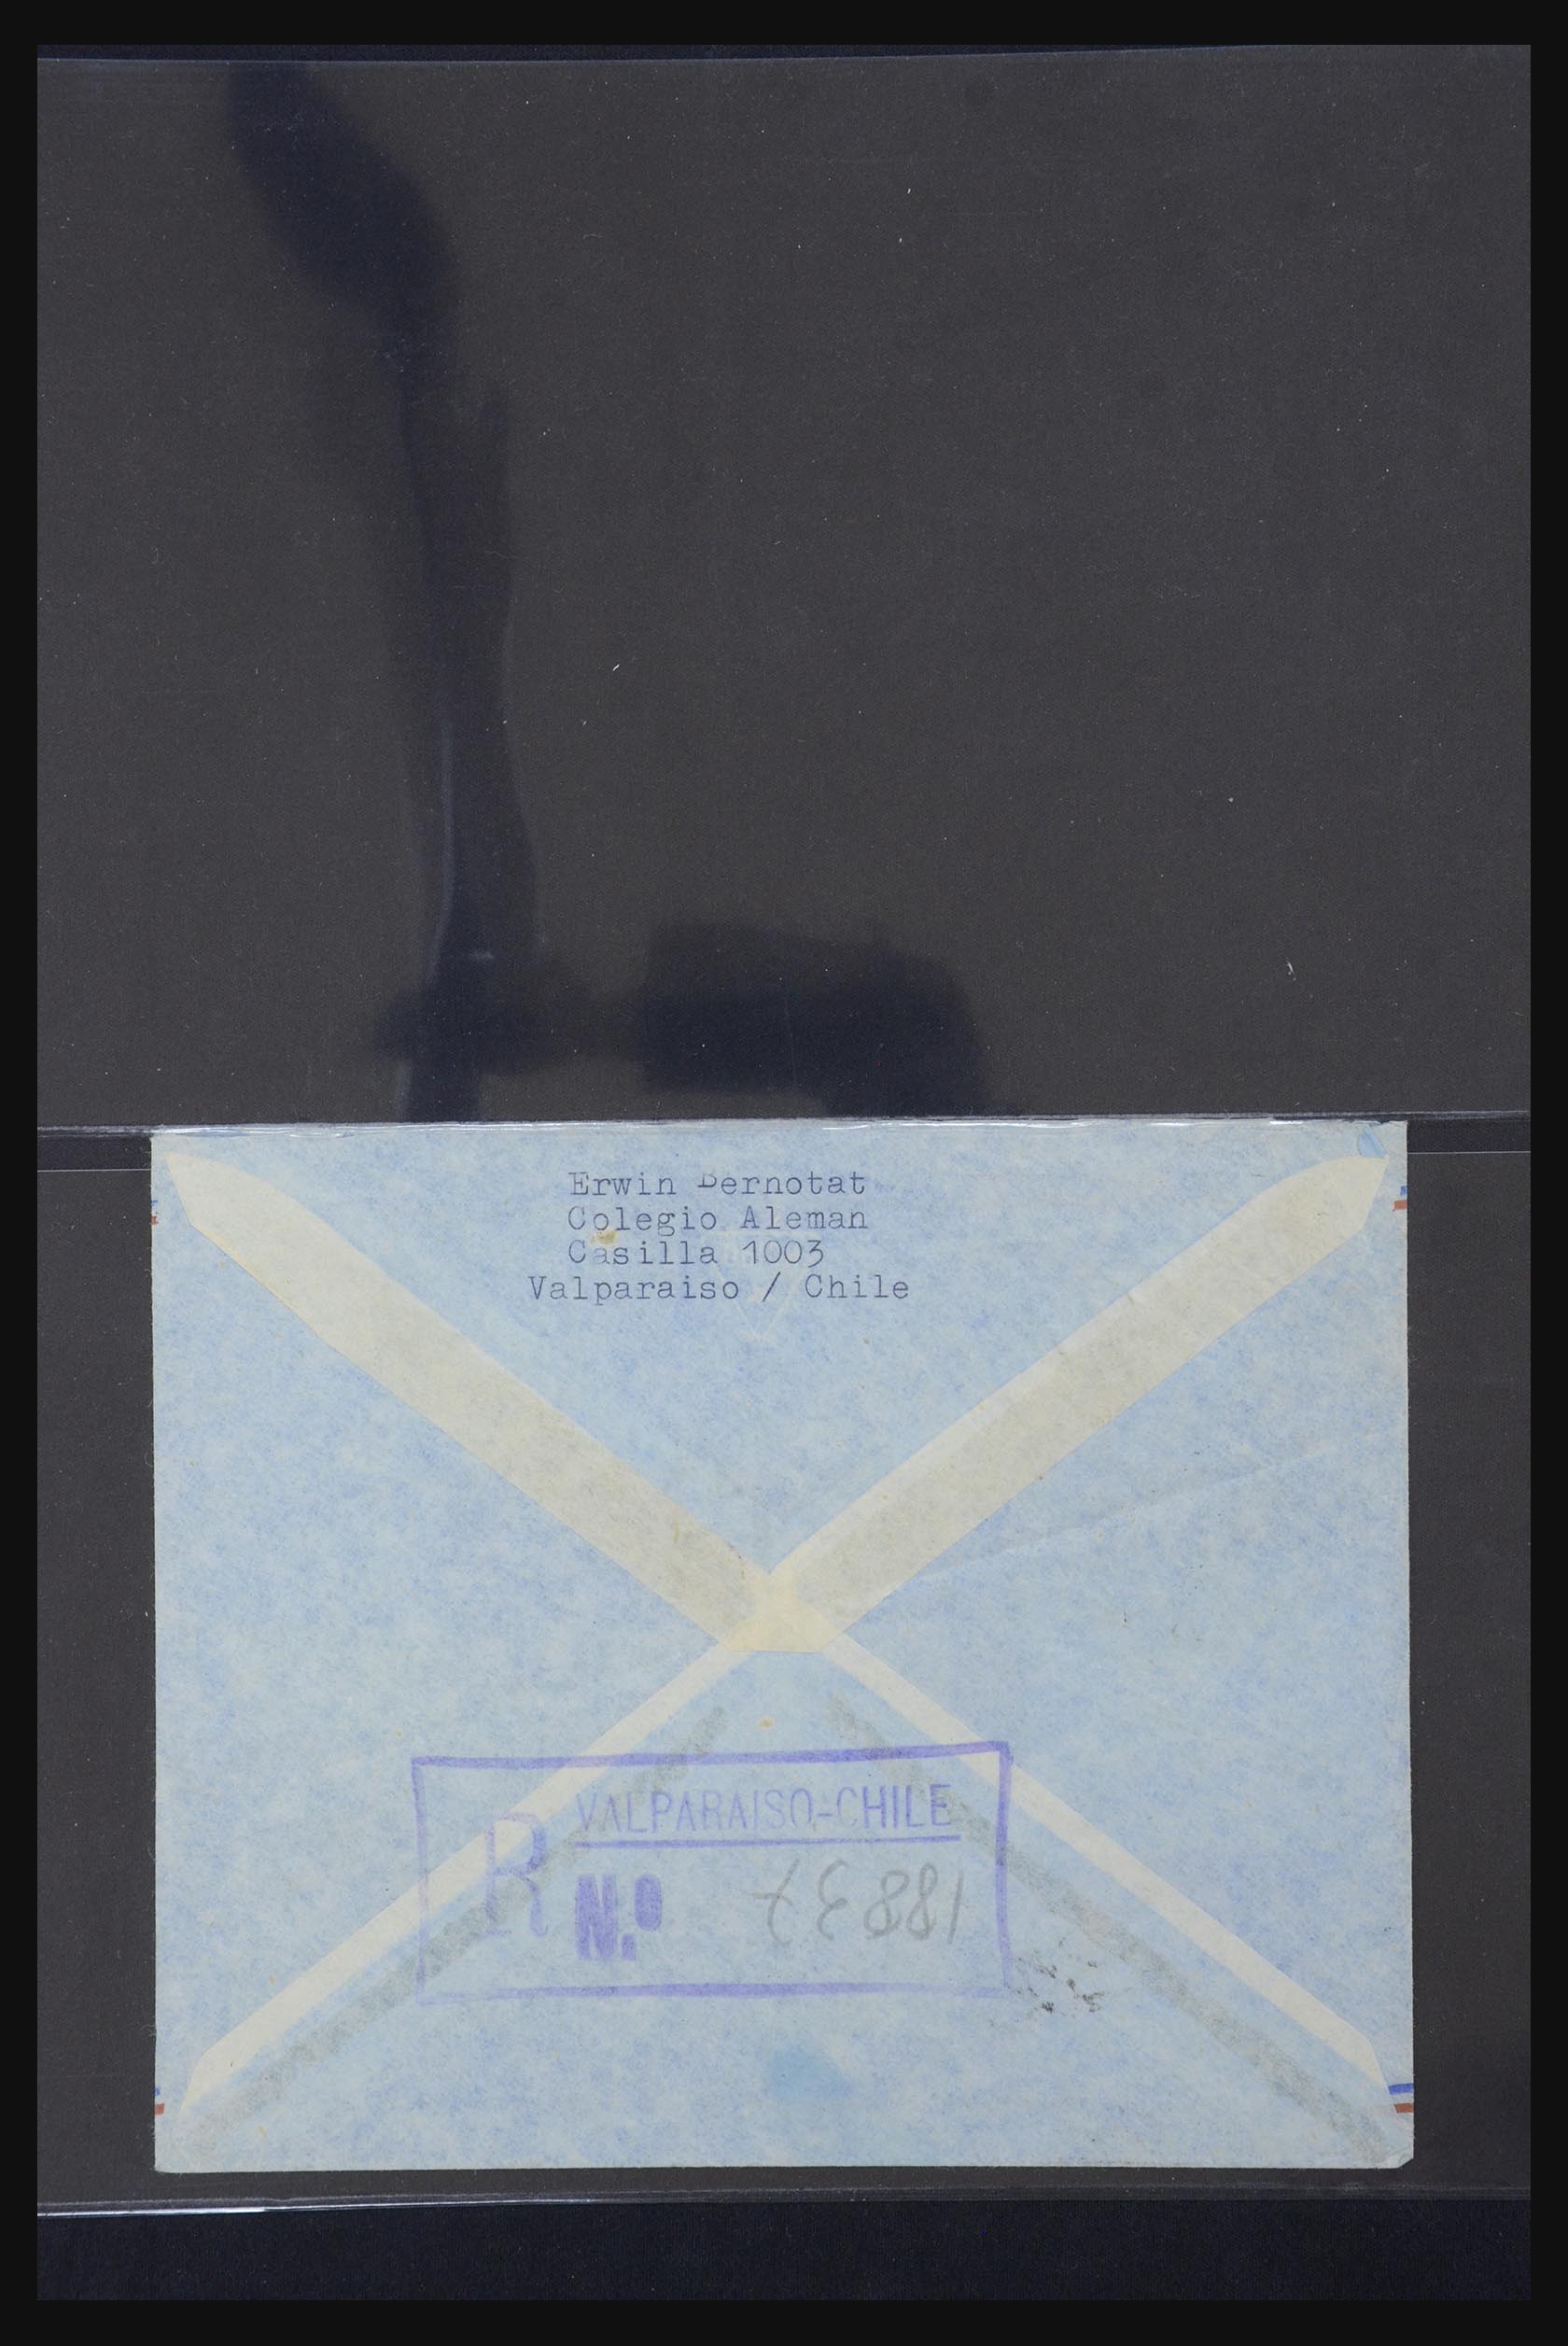 Erwin Bernotat
Colegio Aleman
Casilla 1003
Valparaiso / Chile
VALPARAISO-CHILE
R
N.º 18837